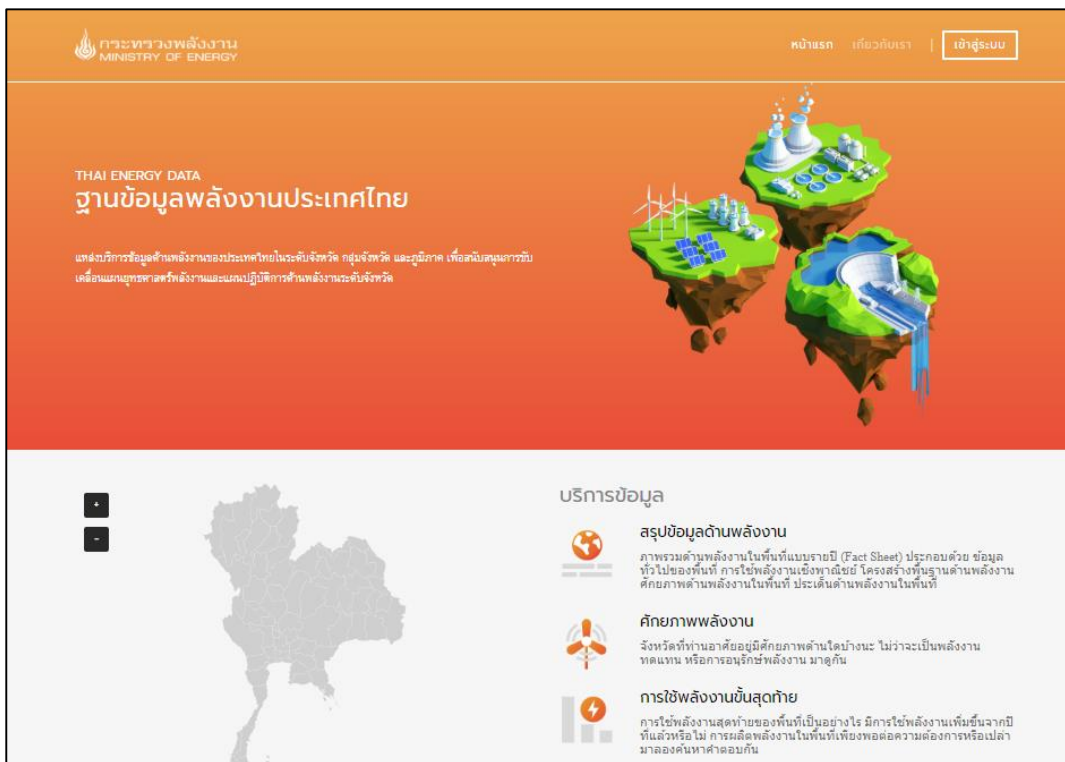 กระทรวงพลังงาน
MINISTRY OF ENERGY
หน้าแรก เกี่ยวกับเรา | เข้าสู่ระบบ
THAI ENERGY DATA
ฐานข้อมูลพลังงานประเทศไทย
แหล่งบริการข้อมูลด้านพลังงานของประเทศไทยในระดับจังหวัด กลุ่มจังหวัด และภูมิภาค เพื่อสนับสนุนการขับ
เคลื่อนแผนยุทธศาสตร์พลังงานและแผนปฏิบัติการด้านพลังงานระดับจังหวัด
+
-
บริการข้อมูล
สรุปข้อมูลด้านพลังงาน
ภาพรวมด้านพลังงานในพื้นที่แบบรายปี (Fact Sheet) ประกอบด้วย ข้อมูล
ทั่วไปของพื้นที่ การใช้พลังงานเชิงพาณิชย์ โครงสร้างพื้นฐานด้านพลังงาน
ศักยภาพด้านพลังงานในพื้นที่ ประเด็นด้านพลังงานในพื้นที่
ศักยภาพพลังงาน
จังหวัดที่ท่านอาศัยอยู่มีศักยภาพด้านใดบ้างนะ ไม่ว่าจะเป็นพลังงาน
ทดแทน หรือการอนุรักษ์พลังงาน มาดูกัน
การใช้พลังงานขั้นสุดท้าย
การใช้พลังงานสุดท้ายของพื้นที่เป็นอย่างไร มีการใช้พลังงานเพิ่มขึ้นจากปี
ที่แล้วหรือไม่ การผลิตพลังงานในพื้นที่เพียงพอต่อความต้องการหรือเปล่า
มาลองค้นหาคำตอบกัน